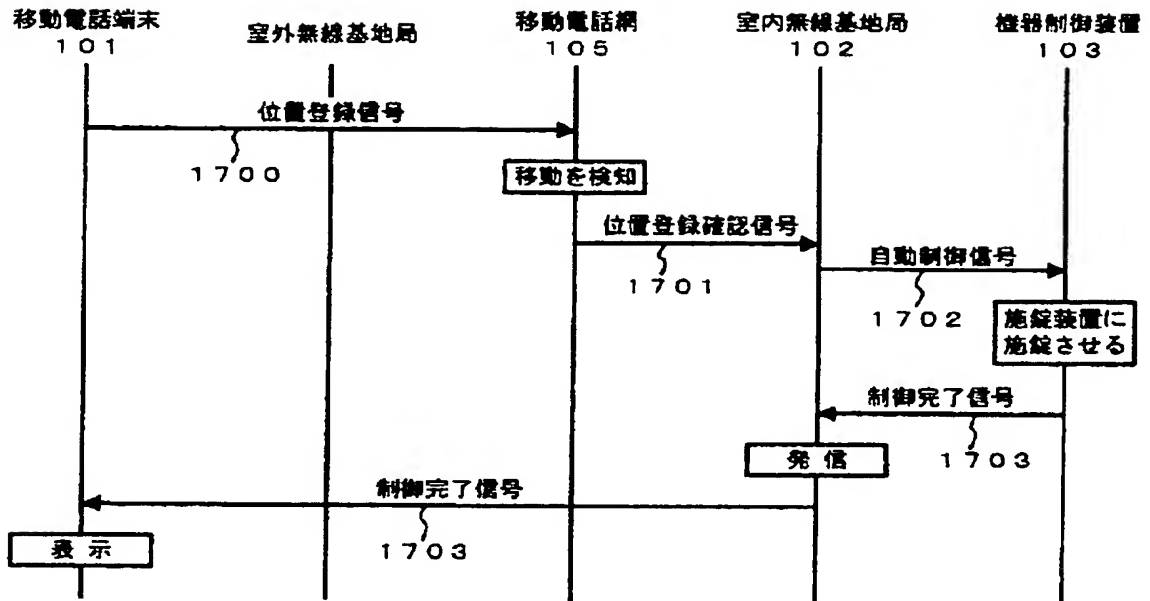 移動電話端末
101
室外無線基地局
移動電話網
105
室内無線基地局
102
機器制御装置
103
位置登録信号
1700
移動を検知
位置登録確認信号
1701
自動制御信号
1702
施錠装置に
施錠させる
制御完了信号
1703
発信
制御完了信号
1703
表示